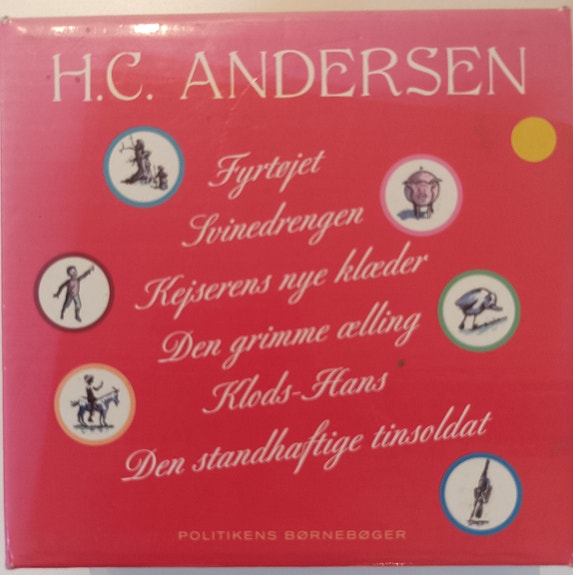 H.C. ANDERSEN
Fyrtøjet
Svinedrengen
Kejserens nye klæder
Den grimme ælling
Klods-Hans
Den standhaftige tinsoldat
POLITIKENS BØRNEBØGER